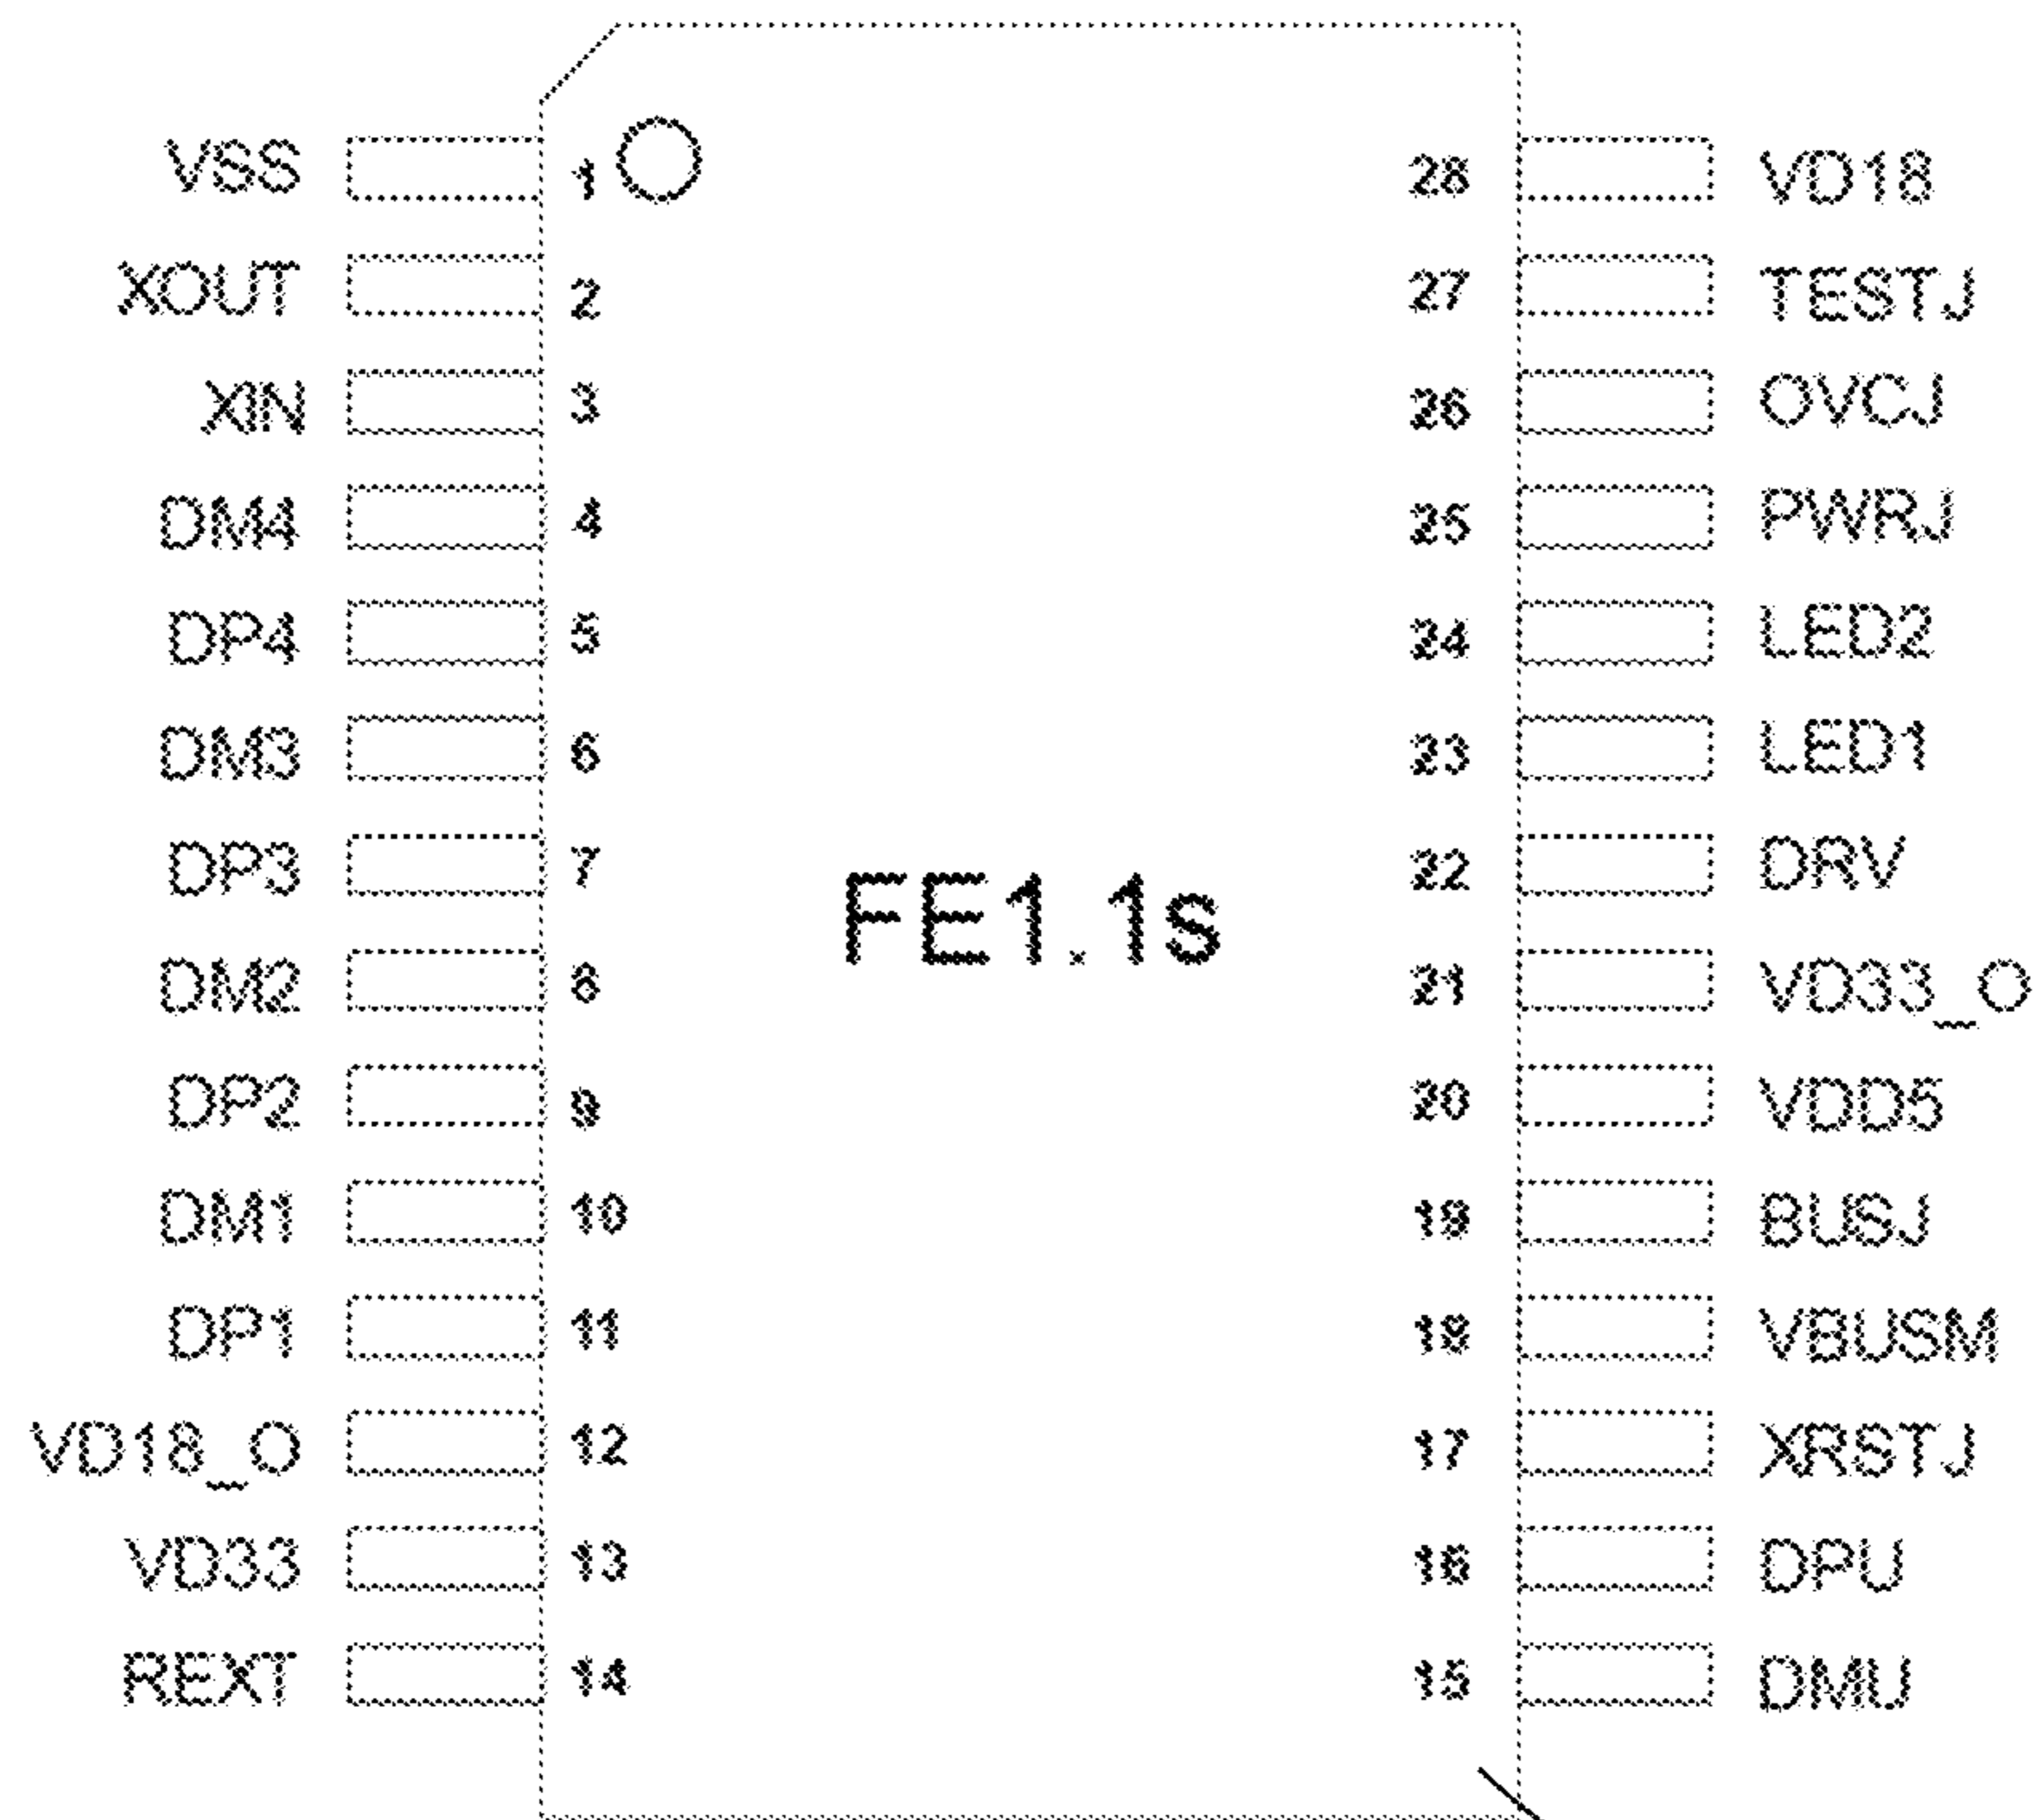 VSS 1 28 VD18
XOUT 2 27 TESTJ
XIN 3 26 OVCJ
DM4 4 25 PWRJ
DP4 5 24 LED2
DM3 6 23 LED1
DP3 7 22 DRV
FE1.1s
DM2 8 21 VD33_O
DP2 9 20 VDD5
DM1 10 19 BUSJ
DP1 11 18 VBUSM
VD18_O 12 17 XRSTJ
VD33 13 16 DPU
REXT 14 15 DMU